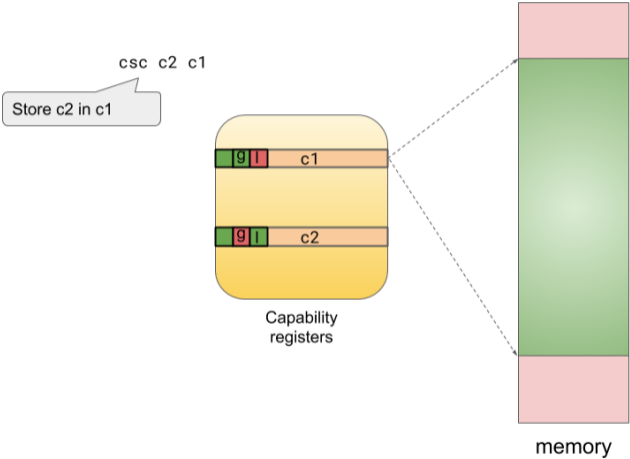 csc c2 c1
Store c2 in c1
g l c1
g l c2
Capability
registers
memory